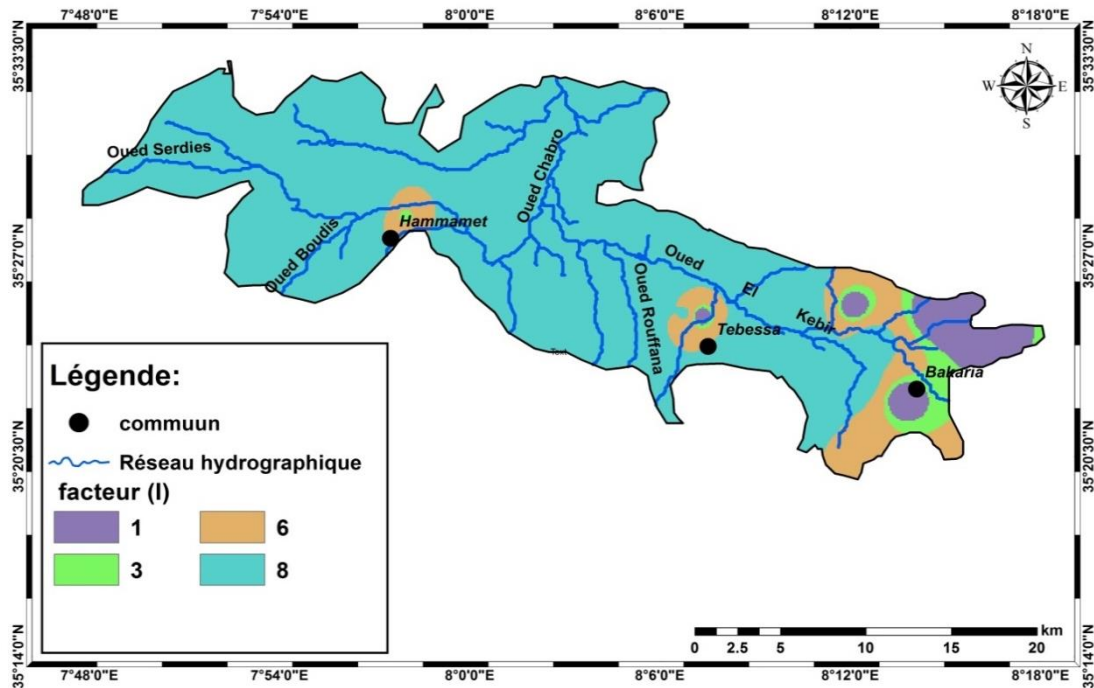 7°48'0"E 7°54'0"E 8°0'0"E 8°6'0"E 8°12'0"E 8°18'0"E
35°33'30"N
35°33'30"N
N
W
E
S
Oued Serdies
Oued Chabro
Hammamet
Oued Boudis
35°27'0"N
35°27'0"N
Oued
El
Kebir
Oued Rouffana
Tebessa
Text
Bakaria
Légende:
commuun
Réseau hydrographique
facteur (I)
1 6
3 8
35°20'30"N
35°20'30"N
km
0 2.5 5 10 15 20
35°14'0"N
35°14'0"N
7°48'0"E 7°54'0"E 8°0'0"E 8°6'0"E 8°12'0"E 8°18'0"E